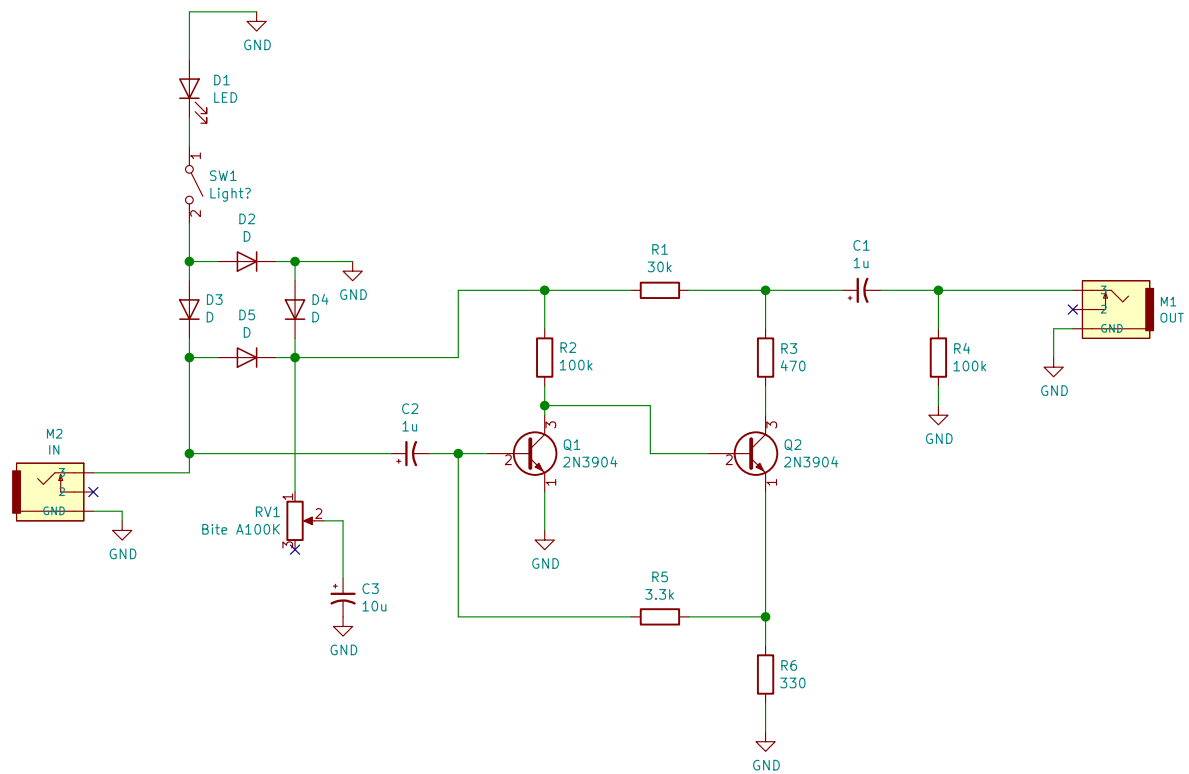 GND
D1
LED
1
SW1
Light?
2
D2
D
GND
D3
D
D4
D
D5
D
R1
30k
C1
1u
3
2
GND
M1
OUT
GND
R2
100k
R3
470
R4
100k
GND
C2
1u
+
+
M2
IN
3
2
GND
GND
3
2
1
Q1
2N3904
GND
3
2
1
Q2
2N3904
RV1
Bite A100K
1
2
3
+
C3
10u
GND
R5
3.3k
R6
330
GND